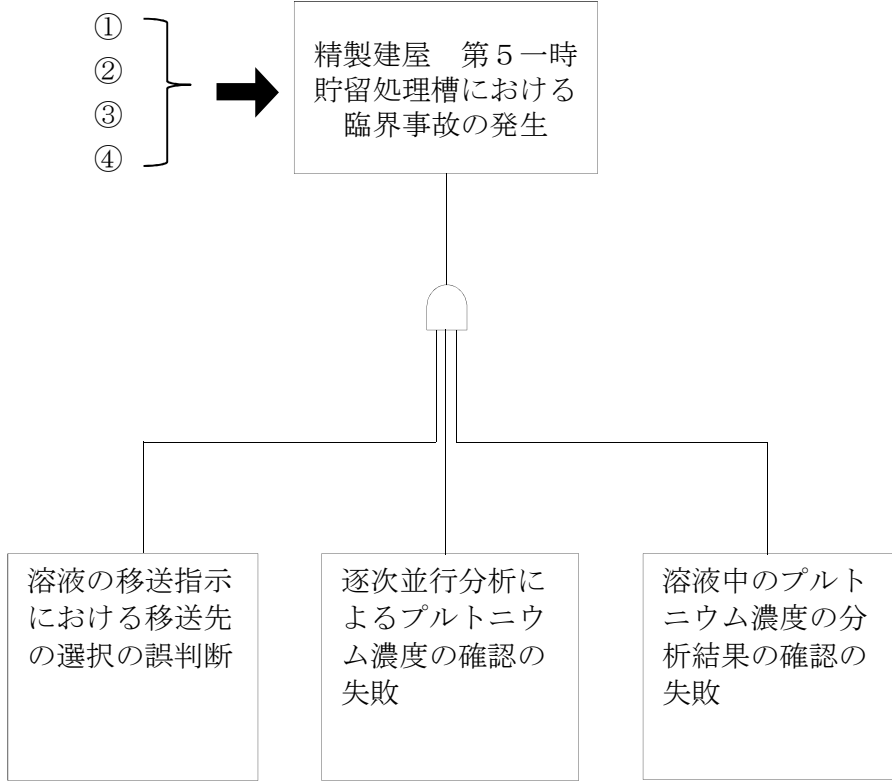 ①
②
③
④
精製建屋　第５一時
貯留処理槽における
臨界事故の発生
溶液の移送指示
における移送先
の選択の誤判断
逐次並行分析に
よるプルトニウ
ム濃度の確認の
失敗
溶液中のプルト
ニウム濃度の分
析結果の確認の
失敗